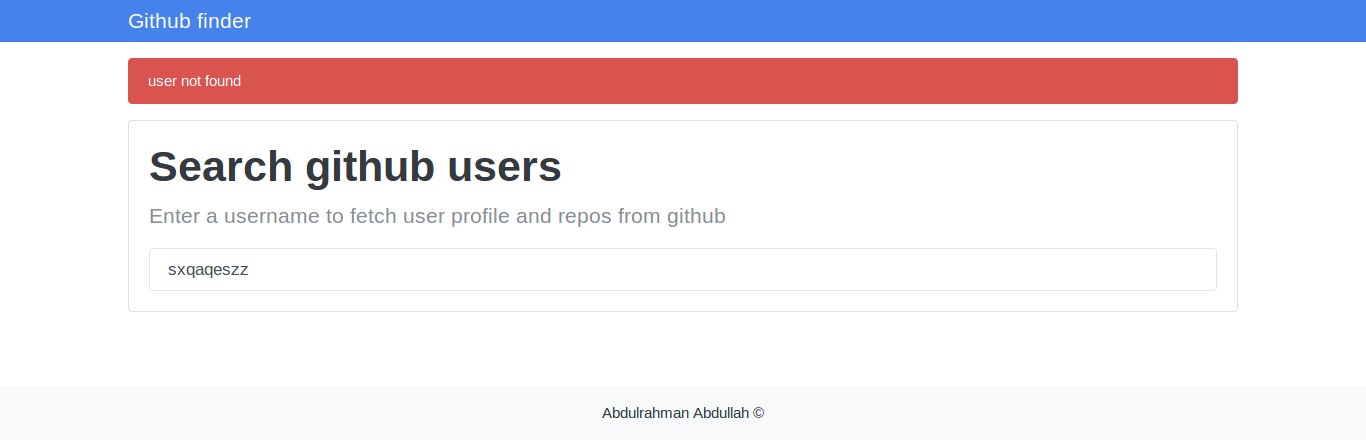 Github finder
user not found
Search github users
Enter a username to fetch user profile and repos from github
sxqaqeszz
Abdulrahman Abdullah ©